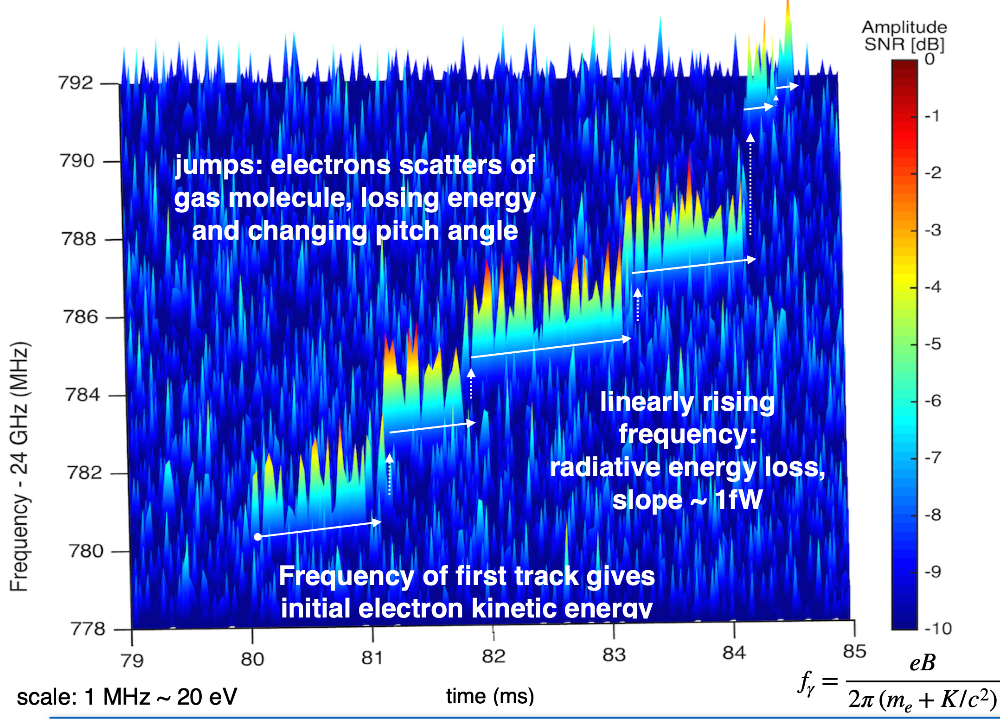 Amplitude
SNR [dB]
0
-1
-2
-3
-4
-5
-6
-7
-8
-9
-10
792
790
788
786
784
782
780
778
Frequency - 24 GHz (MHz)
jumps: electrons scatters of
gas molecule, losing energy
and changing pitch angle
linearly rising
frequency:
radiative energy loss,
slope ~ 1fW
Frequency of first track gives
initial electron kinetic energy
79 80 81 82 83 84 85
scale: 1 MHz ~ 20 eV
time (ms)
fγ = eB / 2π (mₑ + K/c²)